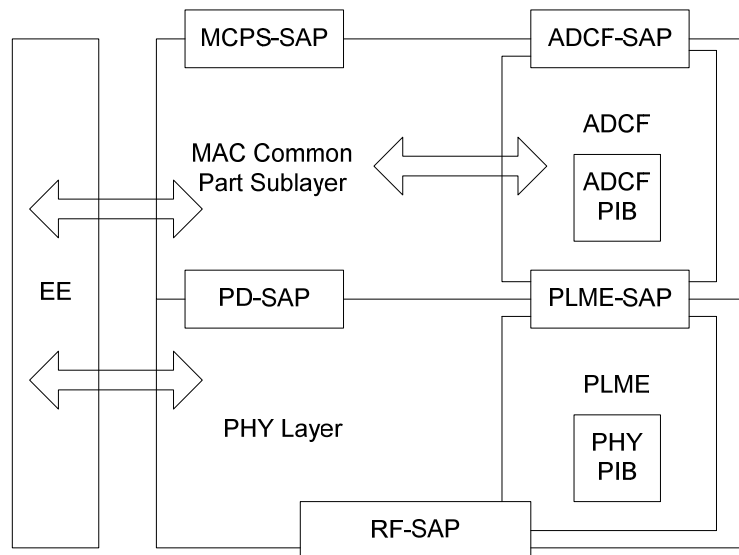 MCPS-SAP
ADCF-SAP
MAC Common
Part Sublayer
ADCF
ADCF
PIB
EE
PD-SAP
PLME-SAP
PHY Layer
PLME
PHY
PIB
RF-SAP